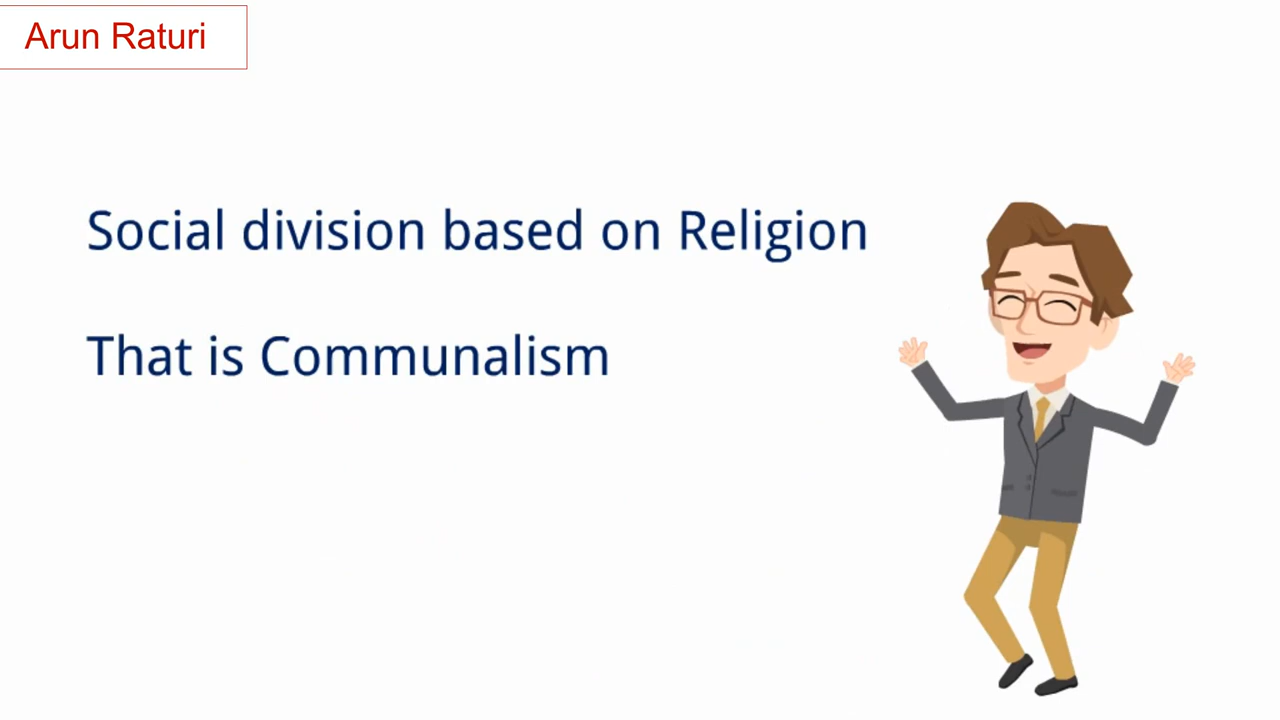 Arun Raturi
Social division based on Religion
That is Communalism